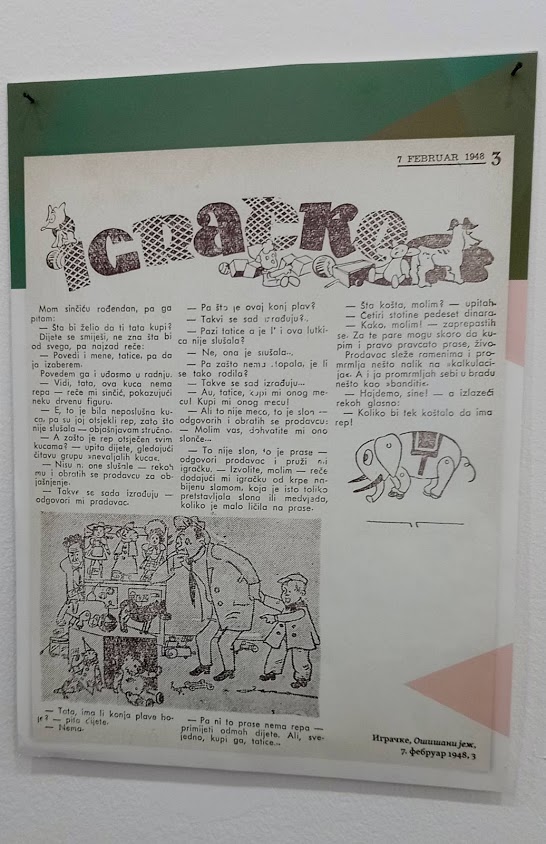 7 FEBRUAR 1948 3
igračke
Mom sinčiću rođendan, pa ga
pitam:
— Šta bi želio da ti tata kupi?
Dijete se smiješi, ne zna šta bi
od svega, pa najzad reče:
— Povedi i mene, tatice, pa da
ja izaberem.
Povedem ga i uđosmo u radnju.
— Vidi, tata, ova kuca nema
repa — reče mi sinčić, pokazujući
neku drvenu figuru.
— E, to je bila neposlušna ku-
ca, pa su joj otsjekli rep, zato što
nije slušala — objašnjavam stručno.
— A zašto je rep otsječen svim
kucama? — upita dijete, gledajući
čitavu grupu »nevaljalih kuca«.
— Nisu ni one slušale — rekoh
mu i obratih se prodavcu za ob-
jašnjenje.
— Takve se sada izrađuju —
odgovori mi prodavac.
— Tata, ima li konja plave bo-
je? — pita dijete.
— Nema.
— Pa što je ovaj konj plav?
— Takvi se sad izrađuju?.
— Pazi tatice a je l' i ova lutki-
ca nije slušala?
— Ne, ona je slušala...
— Pa zašto nema stopala, je li
se tako rodila?
— Takve se sad izrađuju...
— Au, tatice, kupi mi onog me-
cu! Kupi mi onog mecu!
— Ali to nije meco, to je slon —
odgovorih i obratih se prodavcu:
— Molim vas, dohvatite mi ono
slonče...
— To nije slon, to je prase —
odgovori prodavac i pruži mi
igračku. — Izvolite, molim — reče
dodajući mi igračku od krpe na-
bijenu slamom, koja je isto toliko
pretstavljala slona ili medvjeda,
koliko je malo ličila na prase.
— Pa ni to prase nema repa —
primijeti odmah dijete. Ali, sve-
jedno, kupi ga, tatice...
— Šta košta, molim? — upitah.
— Četiri stotine pedeset dinara.
— Kako, molim! — zaprepastih
se. Za te pare mogu skoro da ku-
pim i pravo pravcato prase, živo.
Prodavac sleže ramenima i pro-
mrmlja nešto nalik na »kalkulaci-
ja«. A i ja promrmljah sebi u bradu
nešto kao »banditi«.
— Hajdemo, sine! — a izlazeći
rekoh glasno:
— Koliko bi tek koštalo da ima
rep!
Играчке, Ошишани јеж,
7. фебруар 1948, 3